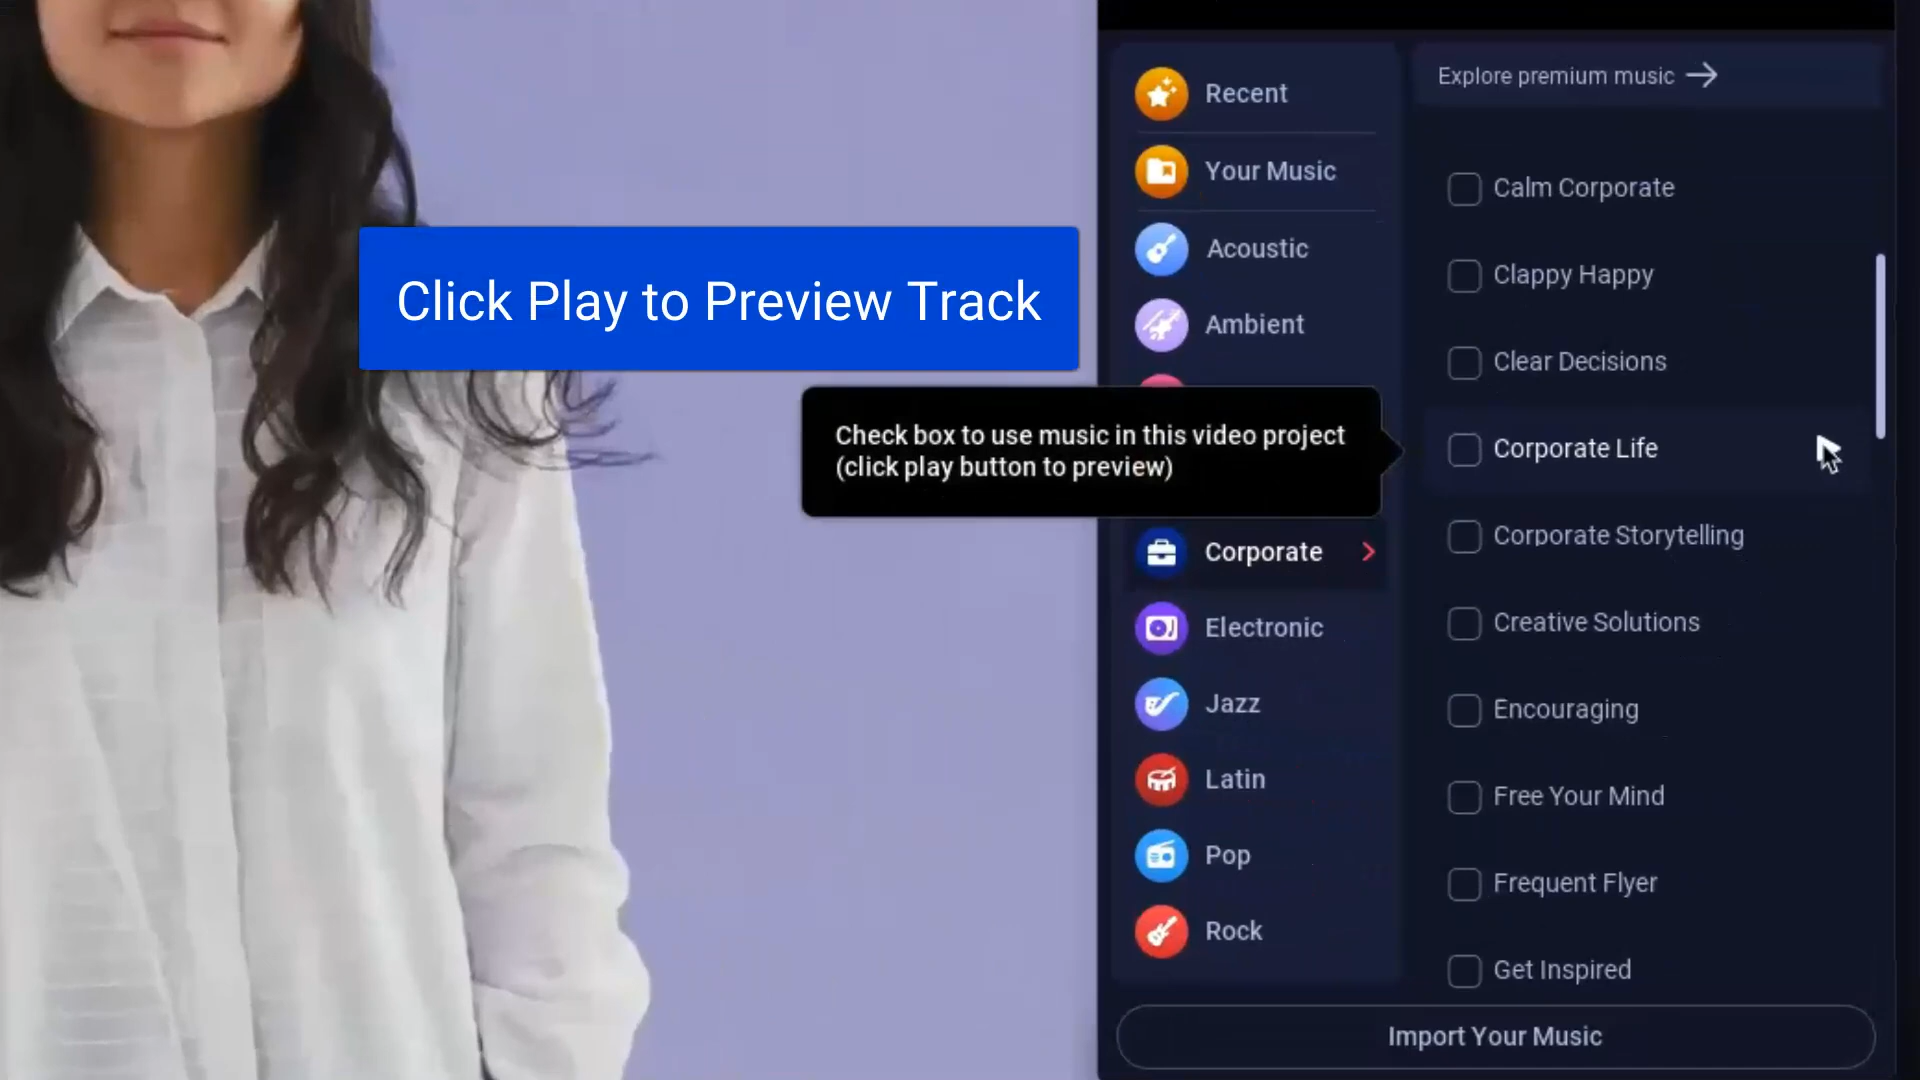 Explore premium music
Recent
Your Music
Acoustic
Ambient
Calm Corporate
Clappy Happy
Clear Decisions
Click Play to Preview Track
Check box to use music in this video project
(click play button to preview)
Corporate Life
Corporate Storytelling
Creative Solutions
Encouraging
Free Your Mind
Frequent Flyer
Get Inspired
Corporate
Electronic
Jazz
Latin
Pop
Rock
Import Your Music